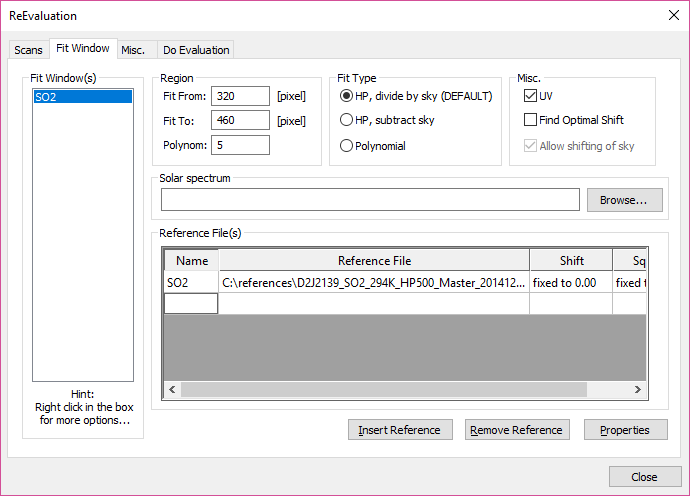 ReEvaluation
Scans Fit Window Misc. Do Evaluation
Fit Window(s)
SO2
Hint:
Right click in the box
for more options...
Region
Fit From: 320 [pixel]
Fit To: 460 [pixel]
Polynom: 5
Fit Type
HP, divide by sky (DEFAULT)
HP, subtract sky
Polynomial
Misc.
UV
Find Optimal Shift
Allow shifting of sky
Solar spectrum
Browse...
Reference File(s)
Name Reference File Shift Sq
SO2 C:\references\D2J2139_SO2_294K_HP500_Master_201412... fixed to 0.00 fixed t
Insert Reference Remove Reference Properties
Close